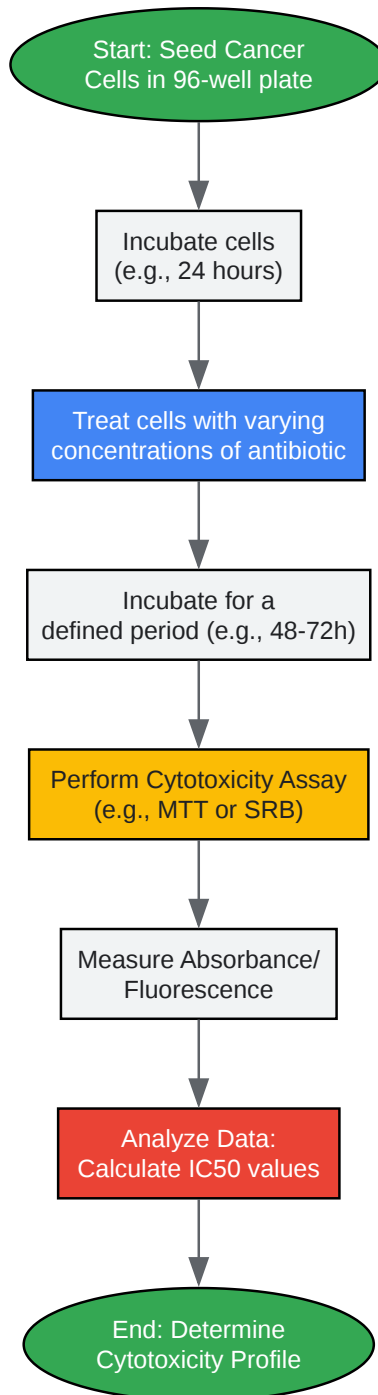 Start: Seed Cancer
Cells in 96-well plate
Incubate cells
(e.g., 24 hours)
Treat cells with varying
concentrations of antibiotic
Incubate for a
defined period (e.g., 48-72h)
Perform Cytotoxicity Assay
(e.g., MTT or SRB)
Measure Absorbance/
Fluorescence
Analyze Data:
Calculate IC50 values
End: Determine
Cytotoxicity Profile